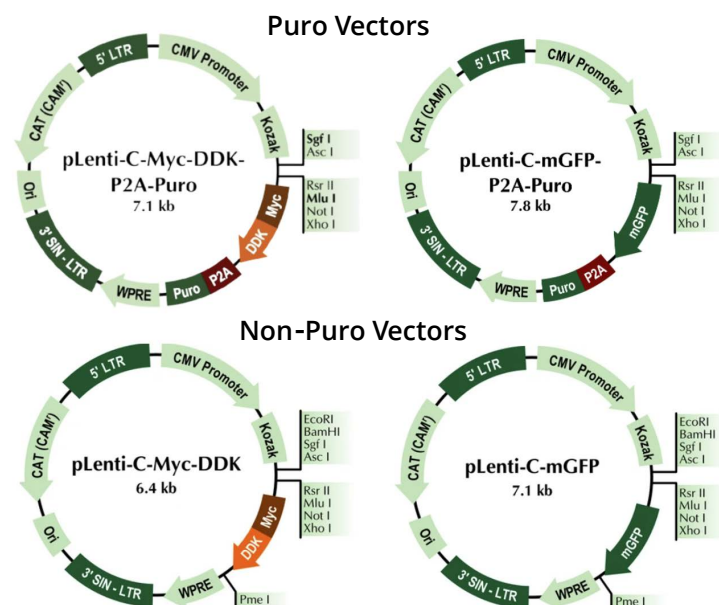 Puro Vectors
5' LTR
CMV Promoter
Kozak
CAT (CAMʳ)
Sgf I
Asc I
pLenti-C-Myc-DDK-
P2A-Puro
7.1 kb
Rsr II
Mlu I
Not I
Xho I
Ori
Myc
DDK
3' SIN - LTR
P2A
Puro
WPRE
5' LTR
CMV Promoter
Kozak
CAT (CAMʳ)
Sgf I
Asc I
pLenti-C-mGFP-
P2A-Puro
7.8 kb
Rsr II
Mlu I
Not I
Xho I
Ori
mGFP
3' SIN - LTR
P2A
Puro
WPRE
Non-Puro Vectors
5' LTR
CMV Promoter
Kozak
CAT (CAMʳ)
EcoRI
BamHI
Sgf I
Asc I
pLenti-C-Myc-DDK
6.4 kb
Rsr II
Mlu I
Not I
Xho I
Ori
Myc
DDK
3' SIN - LTR
WPRE
Pme I
5' LTR
CMV Promoter
Kozak
CAT (CAMʳ)
EcoRI
BamHI
Sgf I
Asc I
pLenti-C-mGFP
7.1 kb
Rsr II
Mlu I
Not I
Xho I
Ori
mGFP
3' SIN - LTR
WPRE
Pme I